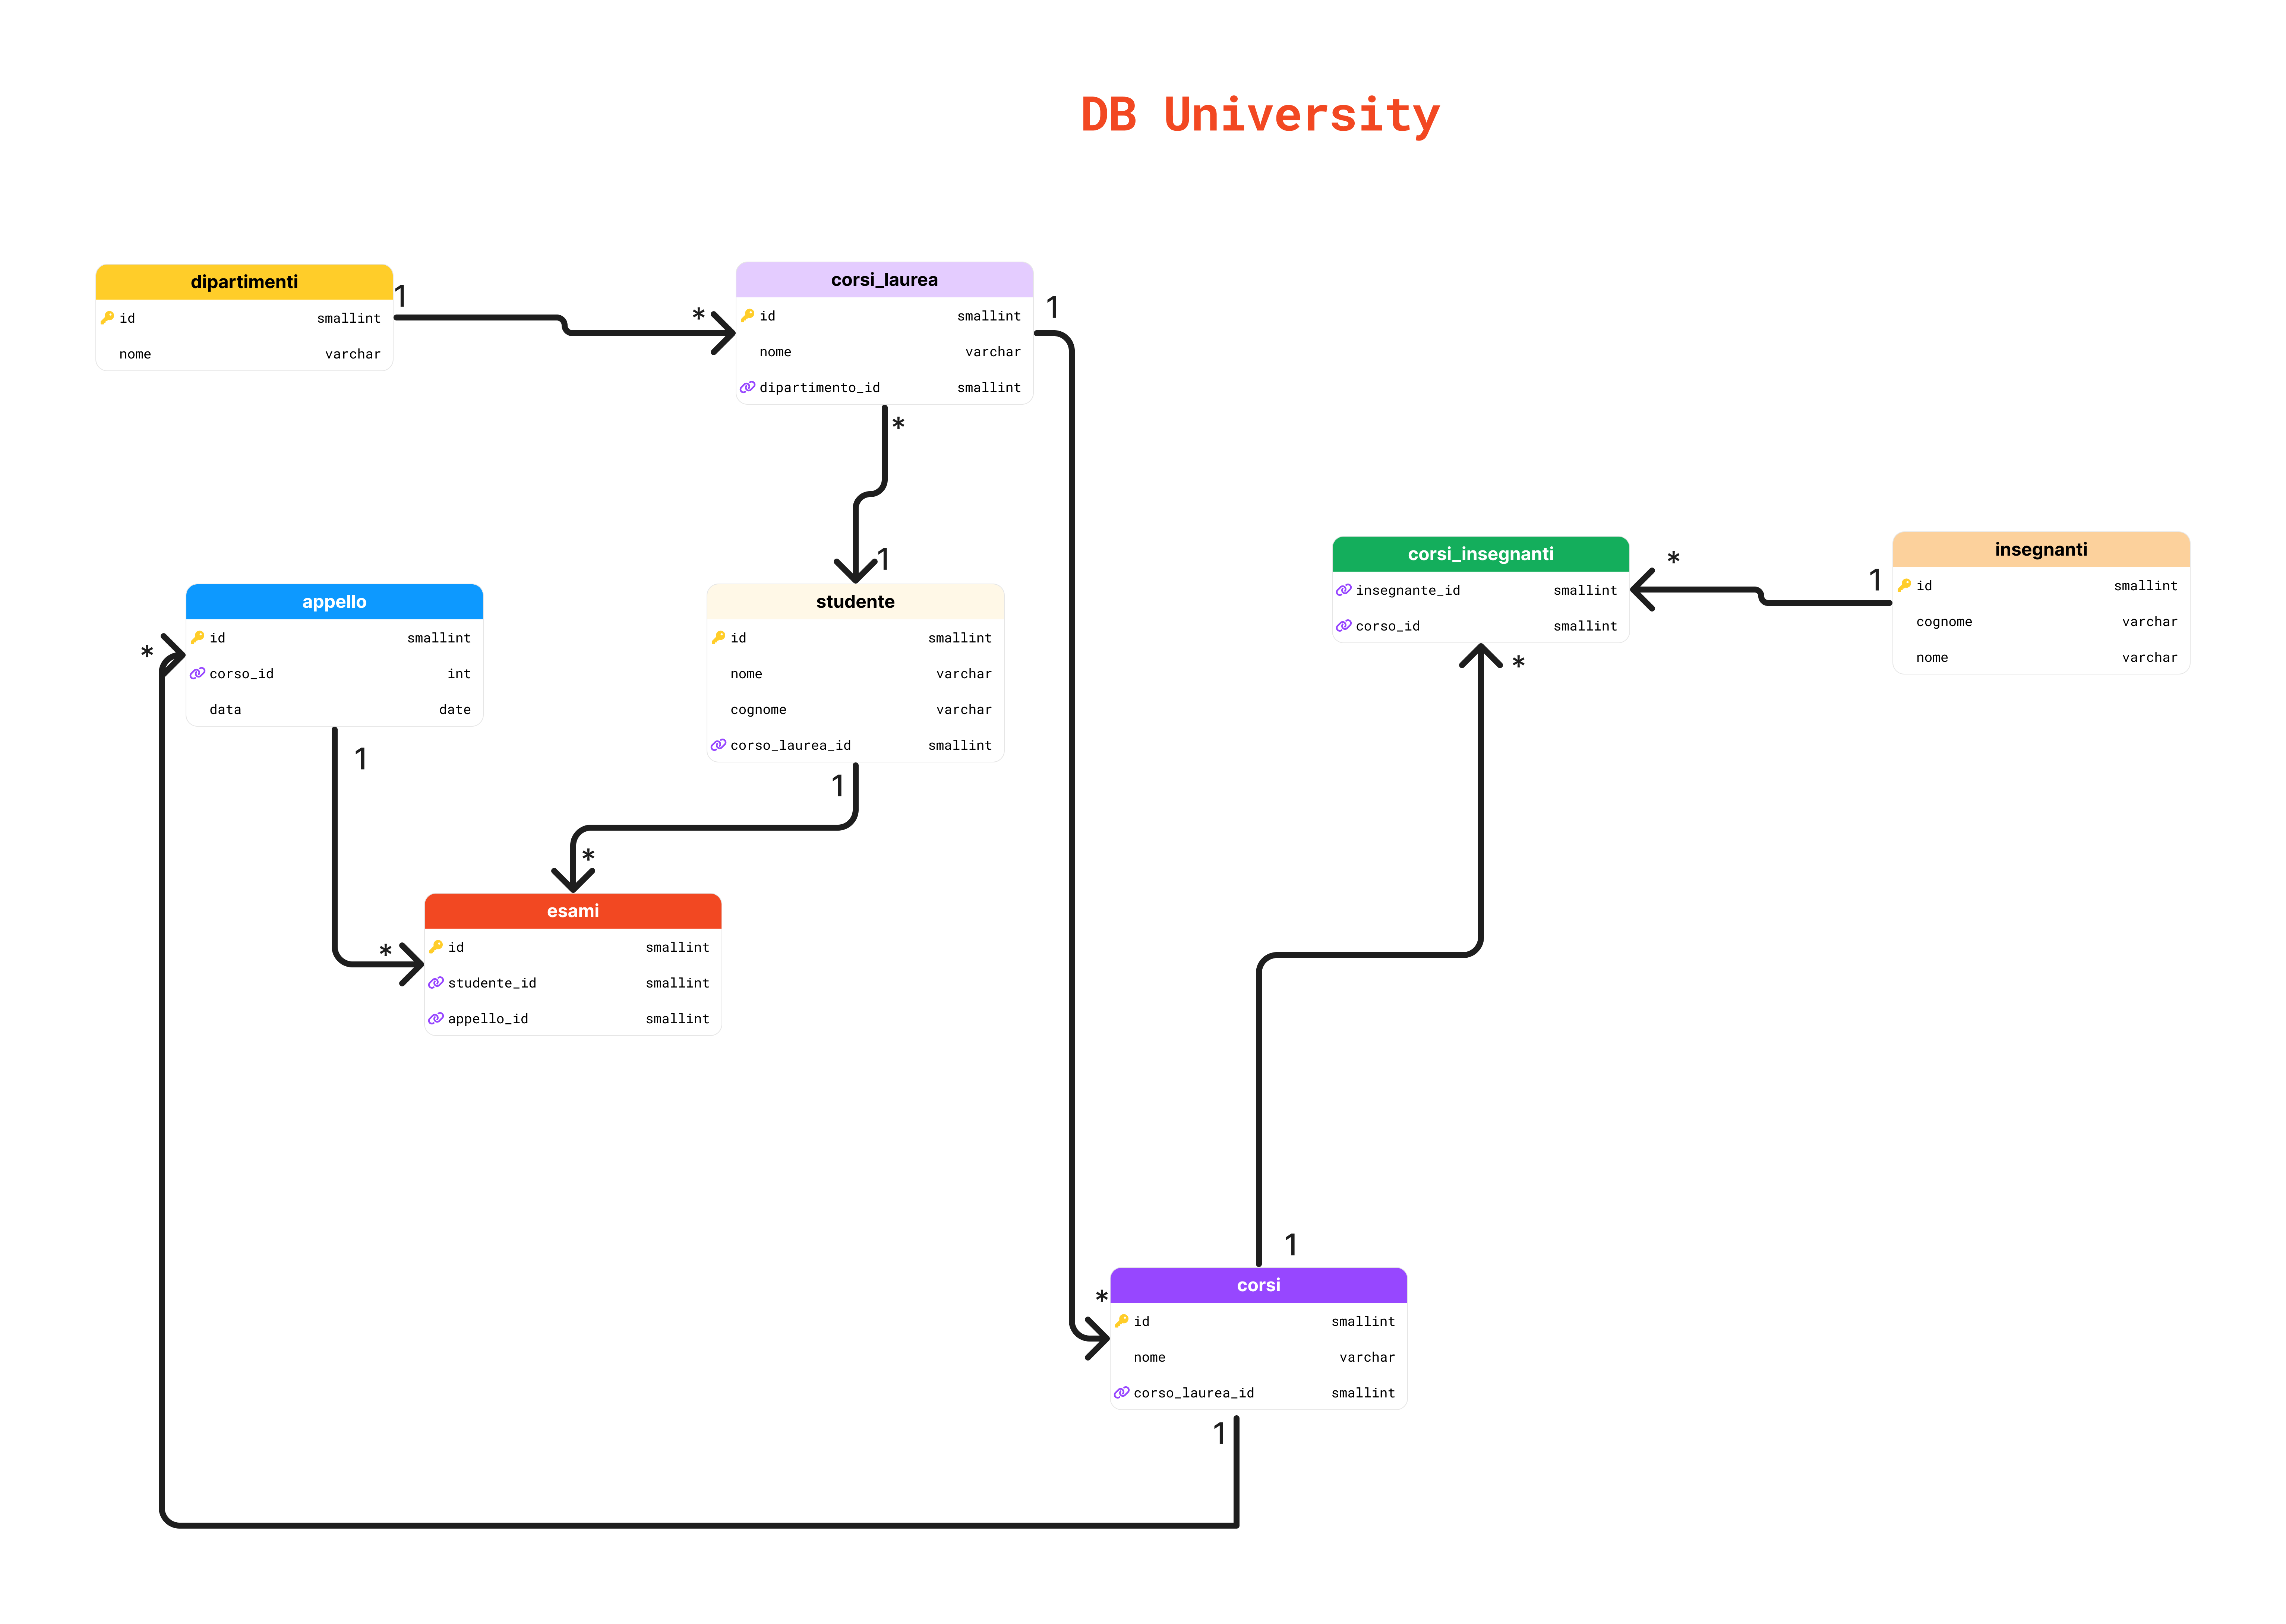 DB University
dipartimenti
id smallint
nome varchar
1
*
corsi_laurea
id smallint
nome varchar
dipartimento_id smallint
1
*
1
studente
id smallint
nome varchar
cognome varchar
corso_laurea_id smallint
1
*
appello
id smallint
corso_id int
data date
*
1
*
esami
id smallint
studente_id smallint
appello_id smallint
corsi_insegnanti
insegnante_id smallint
corso_id smallint
*
*
1
insegnanti
id smallint
cognome varchar
nome varchar
1
*
corsi
id smallint
nome varchar
corso_laurea_id smallint
1